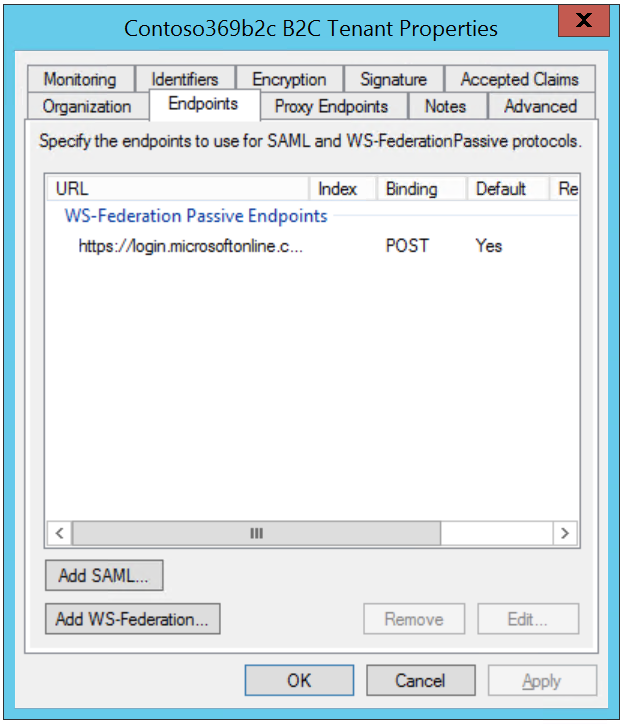 Contoso369b2c B2C Tenant Properties
X
Monitoring Identifiers Encryption Signature Accepted Claims
Organization Endpoints Proxy Endpoints Notes Advanced
Specify the endpoints to use for SAML and WS-FederationPassive protocols.
URL Index Binding Default Re
WS-Federation Passive Endpoints
https://login.microsoftonline.c... POST Yes
Add SAML...
Add WS-Federation... Remove Edit...
OK Cancel Apply